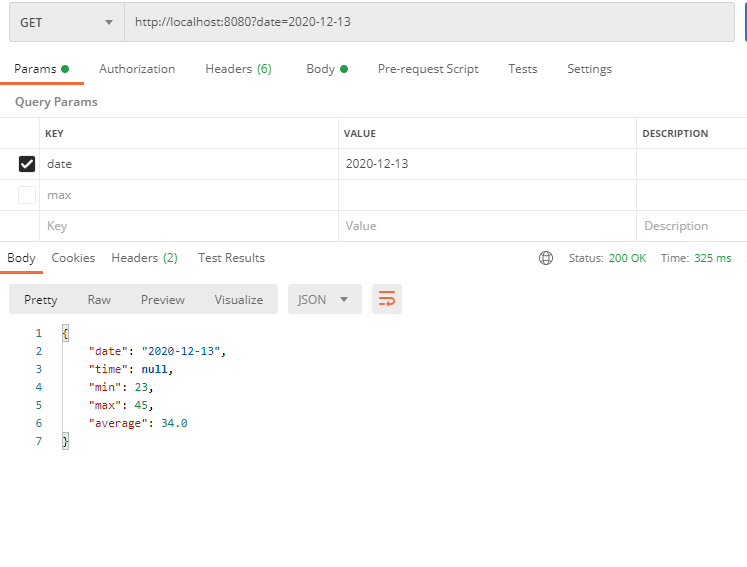 GET http://localhost:8080?date=2020-12-13
Params Authorization Headers (6) Body Pre-request Script Tests Settings
Query Params
KEY VALUE DESCRIPTION
date 2020-12-13
max
Key Value Description
Body Cookies Headers (2) Test Results Status: 200 OK Time: 325 ms
Pretty Raw Preview Visualize JSON
1 {
2 "date": "2020-12-13",
3 "time": null,
4 "min": 23,
5 "max": 45,
6 "average": 34.0
7 }